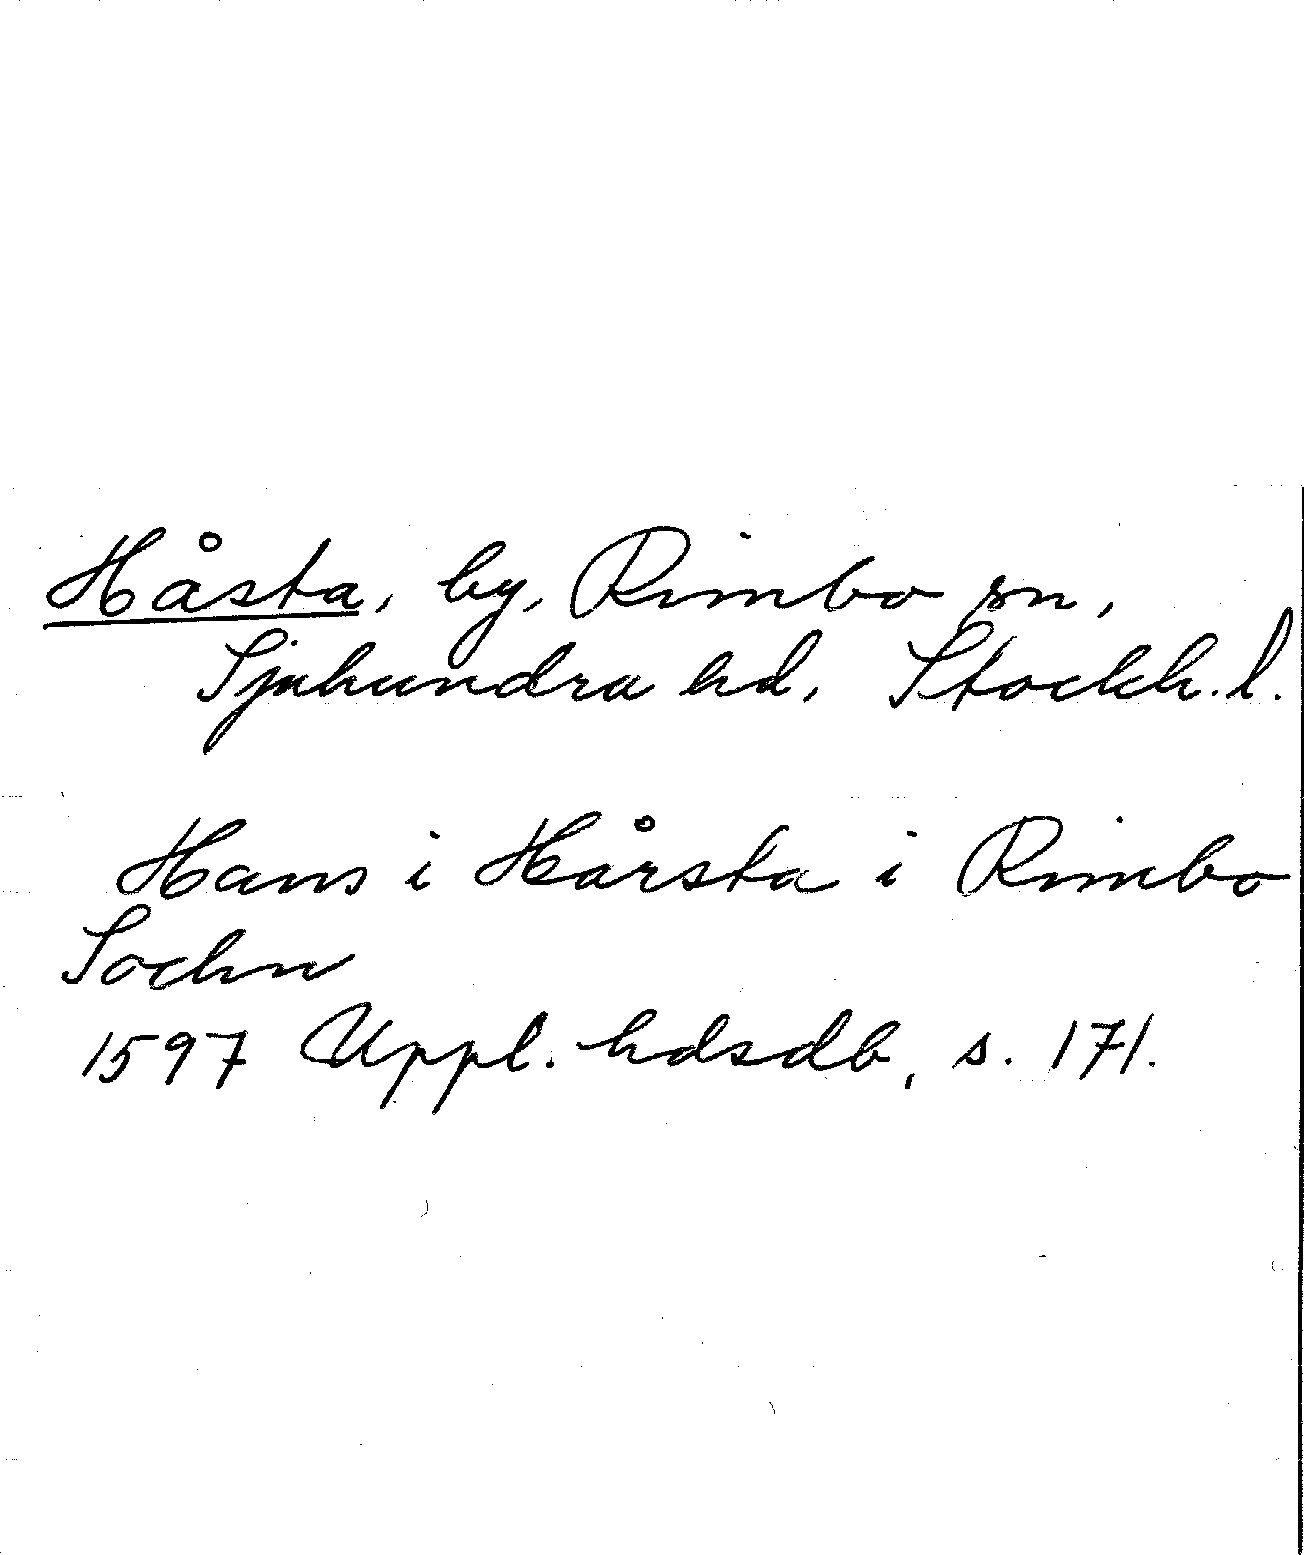 Håsta, by, Rimbo sn,
Sjuhundra hd, Stockh. l.
Hans i Hårsta i Rimbo
Sochn
1597 Uppl. hdsdb, s. 171.